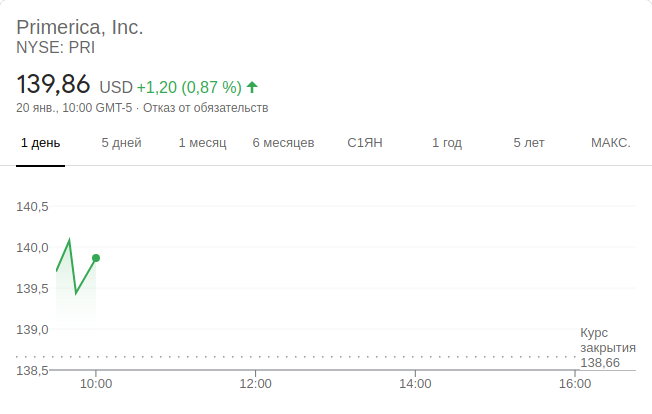 Primerica, Inc.
NYSE: PRI
139,86 USD +1,20 (0,87 %)
20 янв., 10:00 GMT-5 · Отказ от обязательств
1 день 5 дней 1 месяц 6 месяцев С1ЯН 1 год 5 лет МАКС.
140,5
140,0
139,5
139,0
Курс
закрытия
138,66
138,5
10:00 12:00 14:00 16:00